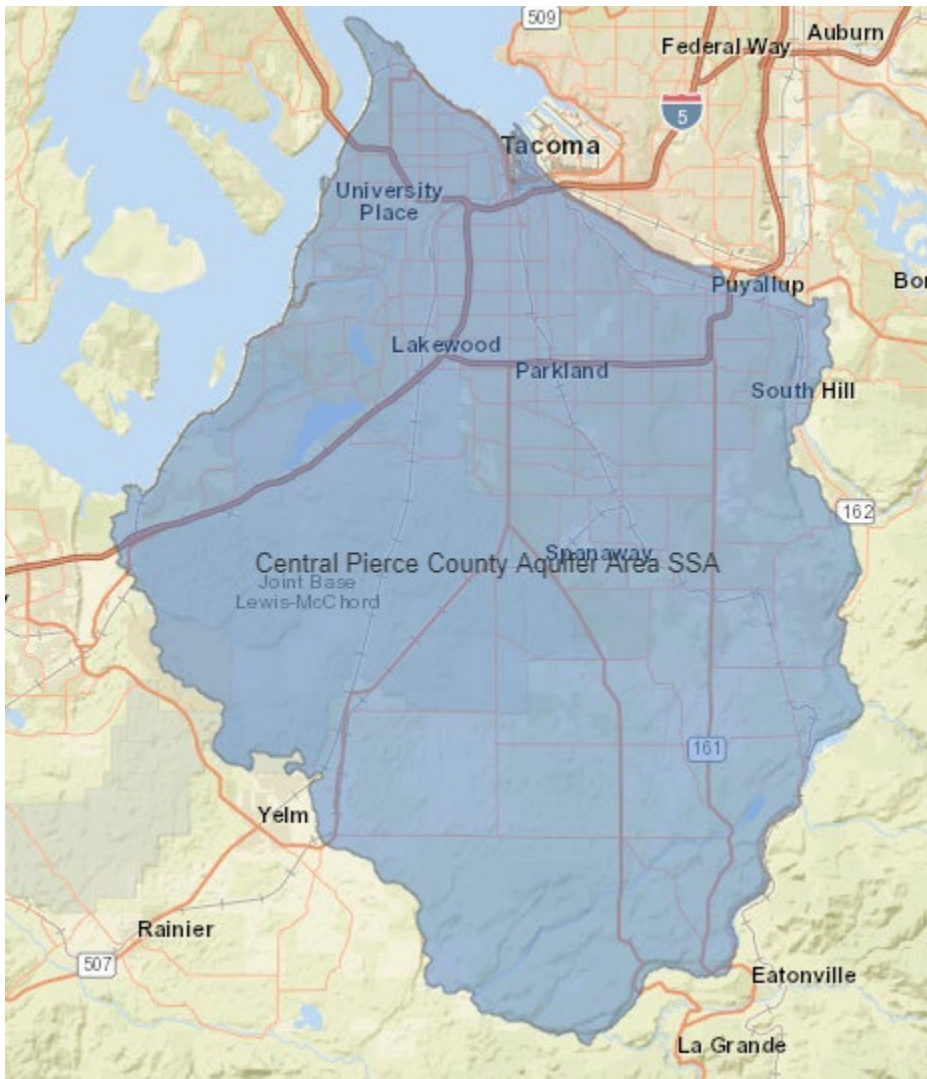 509
Auburn
Federal Way
5
Tacoma
University
Place
Puyallup
Bon
Lakewood
Parkland
South Hill
162
Spanaway
Central Pierce County Aquifer Area SSA
Joint Base
Lewis-McChord
y
161
Yelm
Rainier
507
Eatonville
La Grande